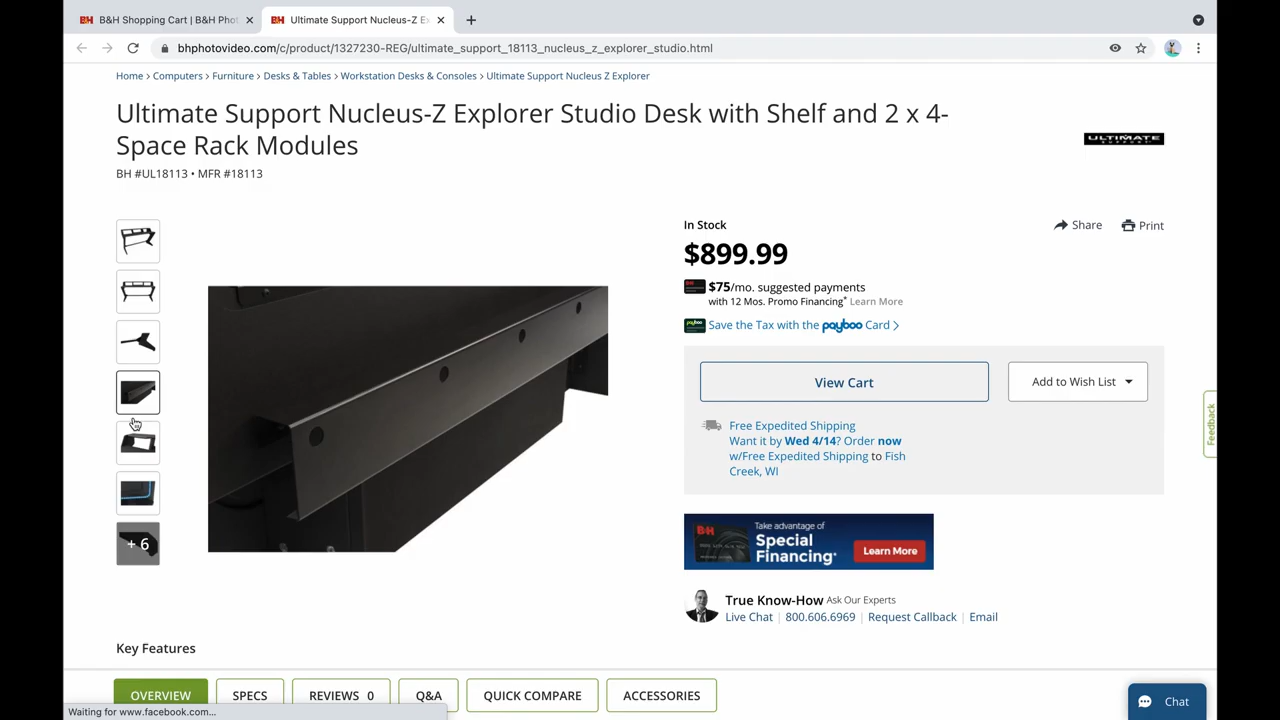 B&H Shopping Cart | B&H Phot
Ultimate Support Nucleus-Z Ex
bhphotovideo.com/c/product/1327230-REG/ultimate_support_18113_nucleus_z_explorer_studio.html
Home > Computers > Furniture > Desks & Tables > Workstation Desks & Consoles > Ultimate Support Nucleus Z Explorer
Ultimate Support Nucleus-Z Explorer Studio Desk with Shelf and 2 x 4-
Space Rack Modules
ULTIMATE
SUPPORT
BH #UL18113 • MFR #18113
In Stock
Share
Print
$899.99
$75/mo. suggested payments
with 12 Mos. Promo Financing* Learn More
Save the Tax with the payboo Card >
View Cart
Add to Wish List
Free Expedited Shipping
Want it by Wed 4/14? Order now
w/Free Expedited Shipping to Fish
Creek, WI
Feedback
+ 6
B&H
Take advantage of
Special
Financing*
Learn More
True Know-How Ask Our Experts
Live Chat | 800.606.6969 | Request Callback | Email
Key Features
OVERVIEW
SPECS
REVIEWS 0
Q&A
QUICK COMPARE
ACCESSORIES
Chat
Waiting for www.facebook.com...